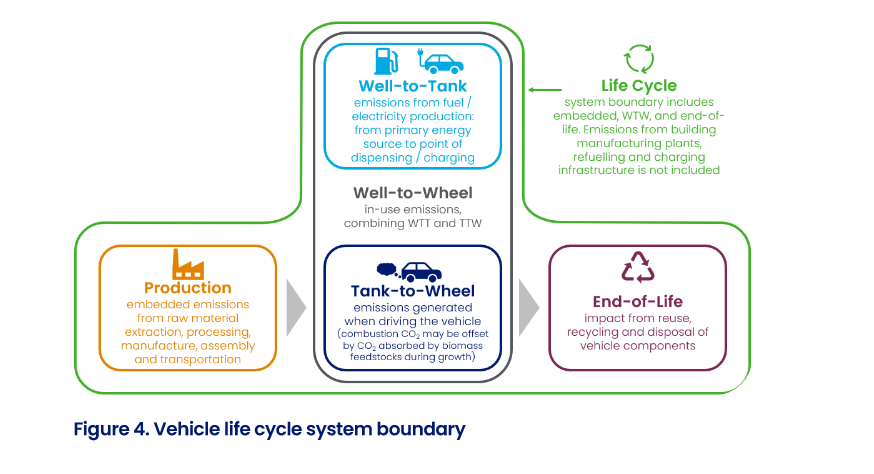 Well-to-Tank
emissions from fuel /
electricity production:
from primary energy
source to point of
dispensing / charging
Life Cycle
system boundary includes
embedded, WTW, and end-of-
life. Emissions from building
manufacturing plants,
refuelling and charging
infrastructure is not included
Well-to-Wheel
in-use emissions,
combining WTT and TTW
Production
embedded emissions
from raw material
extraction, processing,
manufacture, assembly
and transportation
Tank-to-Wheel
emissions generated
when driving the vehicle
(combustion CO₂ may be offset
by CO₂ absorbed by biomass
feedstocks during growth)
End-of-Life
impact from reuse,
recycling and disposal of
vehicle components
Figure 4. Vehicle life cycle system boundary